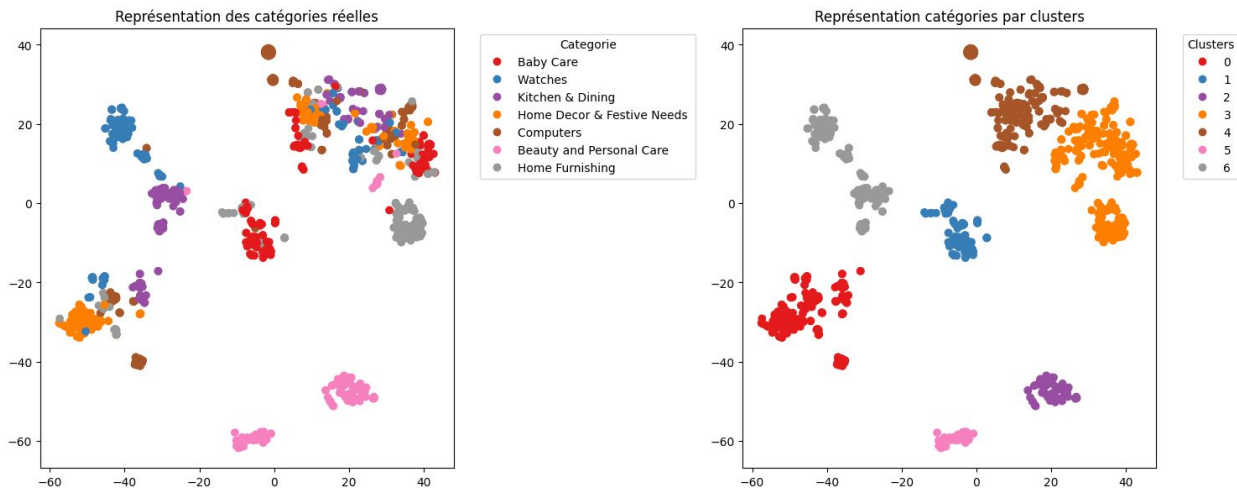 Représentation des catégories réelles
40
20
0
−20
−40
−60
−60 −40 −20 0 20 40
Categorie
Baby Care
Watches
Kitchen & Dining
Home Decor & Festive Needs
Computers
Beauty and Personal Care
Home Furnishing
Représentation catégories par clusters
40
20
0
−20
−40
−60
−60 −40 −20 0 20 40
Clusters
0
1
2
3
4
5
6